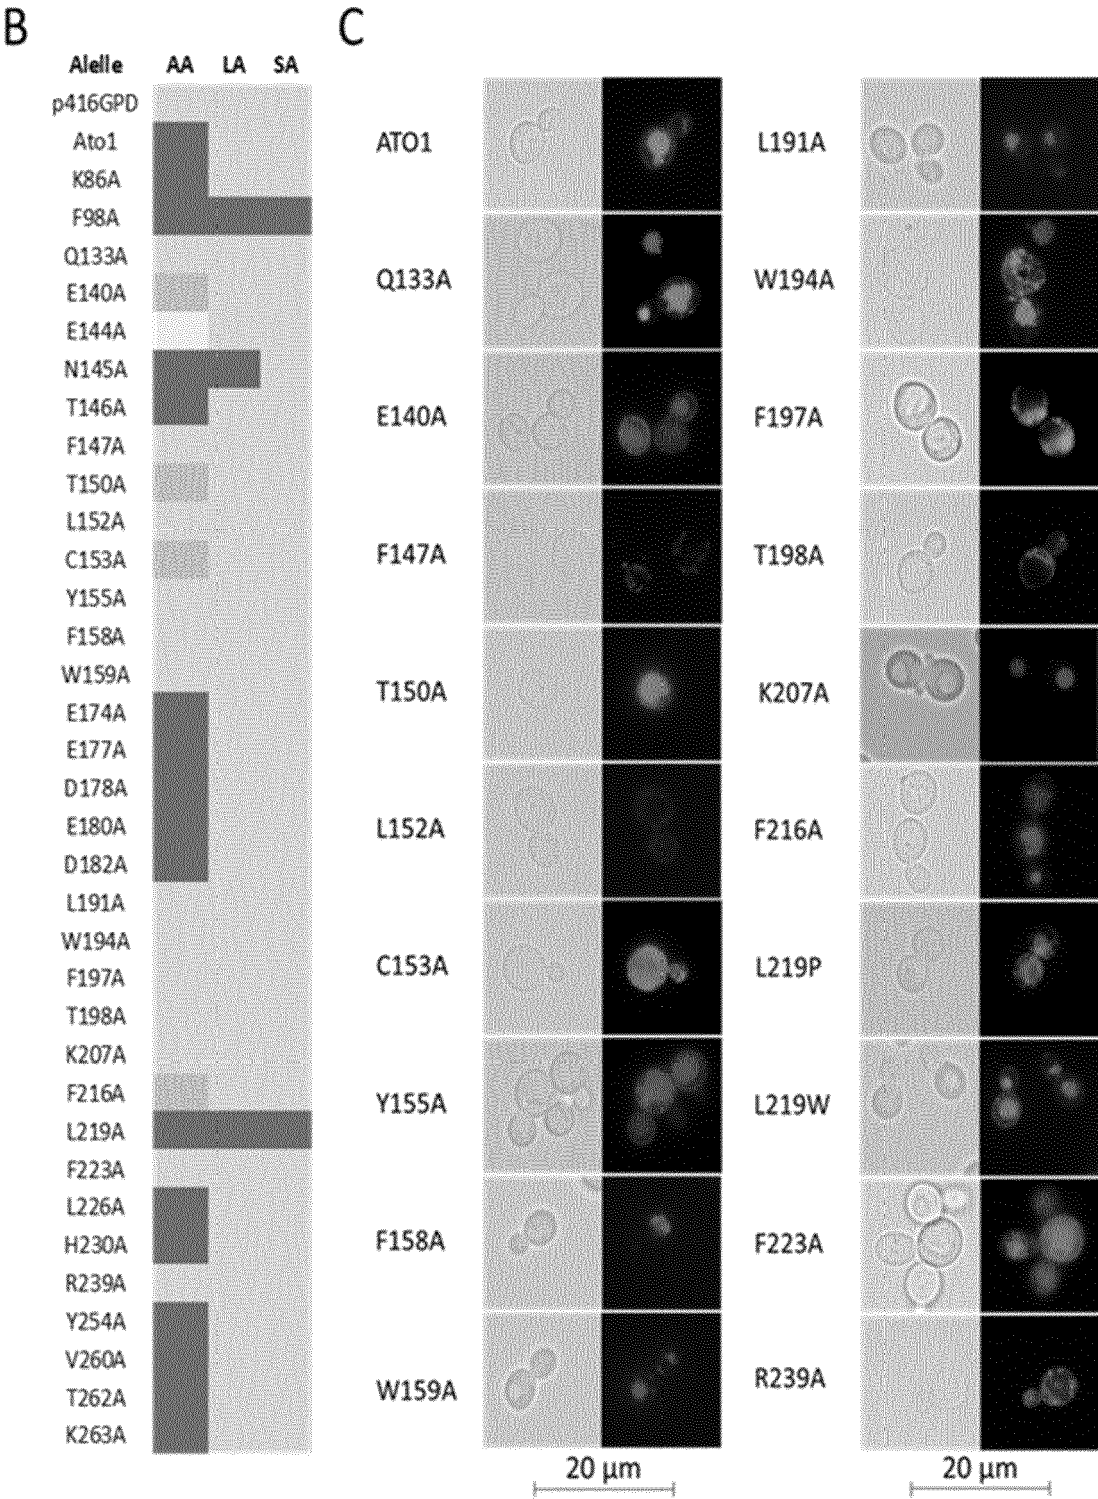 B
Alelle AA LA SA
p416GPD
Ato1
K86A
F98A
Q133A
E140A
E144A
N145A
T146A
F147A
T150A
L152A
C153A
Y155A
F158A
W159A
E174A
E177A
D178A
E180A
D182A
L191A
W194A
F197A
T198A
K207A
F216A
L219A
F223A
L226A
H230A
R239A
Y254A
V260A
T262A
K263A
C
ATO1
Q133A
E140A
F147A
T150A
L152A
C153A
Y155A
F158A
W159A
20 µm
L191A
W194A
F197A
T198A
K207A
F216A
L219P
L219W
F223A
R239A
20 µm